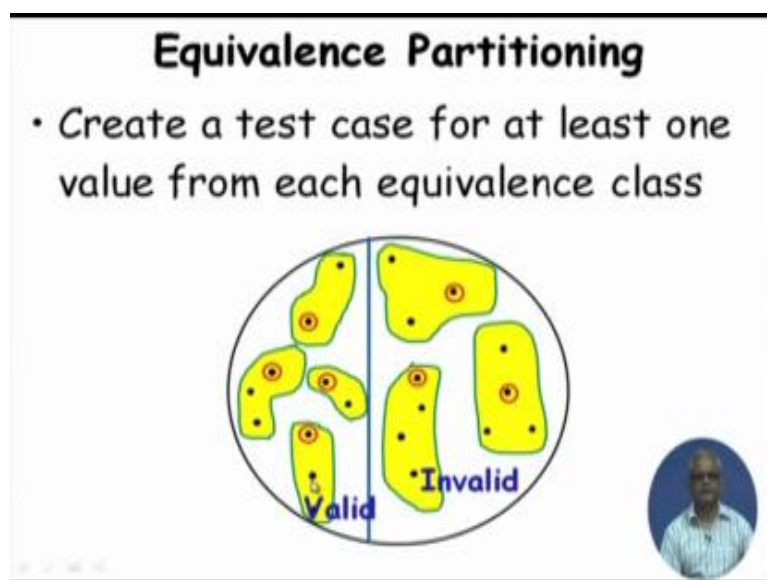 Equivalence Partitioning
• Create a test case for at least one
value from each equivalence class
Invalid
Valid